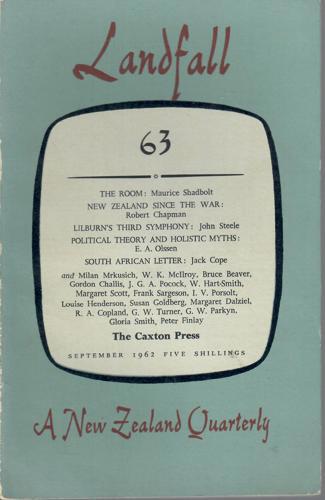 Landfall
63
THE ROOM: Maurice Shadbolt
NEW ZEALAND SINCE THE WAR:
Robert Chapman
LILBURN'S THIRD SYMPHONY: John Steele
POLITICAL THEORY AND HOLISTIC MYTHS:
E. A. Olssen
SOUTH AFRICAN LETTER: Jack Cope
and Milan Mrkusich, W. K. McIlroy, Bruce Beaver,
Gordon Challis, J. G. A. Pocock, W. Hart-Smith,
Margaret Scott, Frank Sargeson, I. V. Porsolt,
Louise Henderson, Susan Goldberg, Margaret Dalziel,
R. A. Copland, G. W. Turner, G. W. Parkyn,
Gloria Smith, Peter Finlay
The Caxton Press
SEPTEMBER 1962 FIVE SHILLINGS
A New Zealand Quarterly